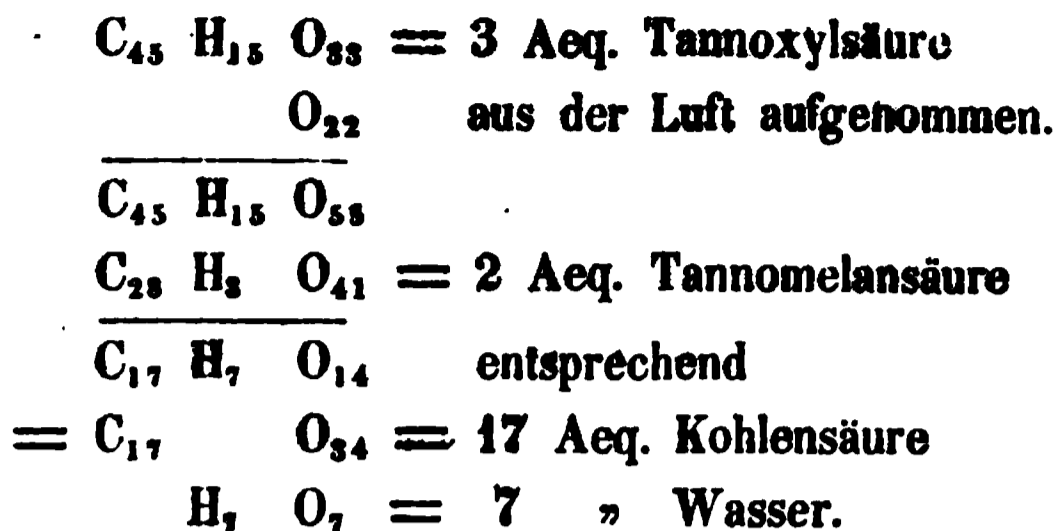 C₄₅ H₁₅ O₃₃ = 3 Aeq. Tannoxylsäure
O₂₂ aus der Luft aufgenommen.
C₄₅ H₁₅ O₅₅
C₂₈ H₈ O₄₁ = 2 Aeq. Tannomelansäure
C₁₇ H₇ O₁₄ entsprechend
= C₁₇ O₃₄ = 17 Aeq. Kohlensäure
H₇ O₇ = 7 „ Wasser.